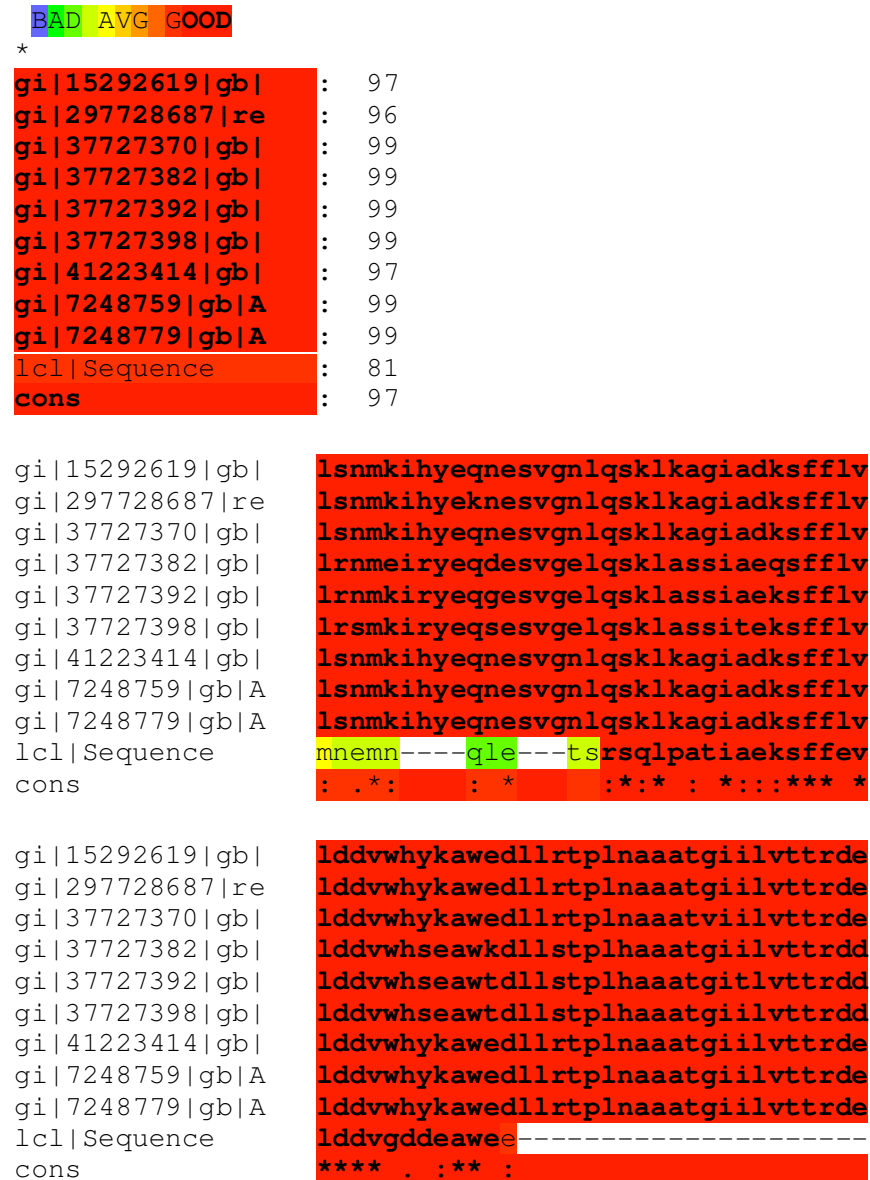 BAD AVG GOOD
*
gi|15292619|gb| : 97
gi|297728687|re : 96
gi|37727370|gb| : 99
gi|37727382|gb| : 99
gi|37727392|gb| : 99
gi|37727398|gb| : 99
gi|41223414|gb| : 97
gi|7248759|gb|A : 99
gi|7248779|gb|A : 99
lcl|Sequence : 81
cons : 97
gi|15292619|gb| lsnmkihyeqnesvgnlqsklkagiadksfflv
gi|297728687|re lsnmkihyeknesvgnlqsklkagiadksfflv
gi|37727370|gb| lsnmkihyeqnesvgnlqsklkagiadksfflv
gi|37727382|gb| lrnmeiryeqdesvgelqsklassiaeqsfflv
gi|37727392|gb| lrnmkiryeqgesvgelqsklassiaeksfflv
gi|37727398|gb| lrsmkiryeqsesvgelqsklassiteksfflv
gi|41223414|gb| lsnmkihyeqnesvgnlqsklkagiadksfflv
gi|7248759|gb|A lsnmkihyeqnesvgnlqsklkagiadksfflv
gi|7248779|gb|A lsnmkihyeqnesvgnlqsklkagiadksfflv
lcl|Sequence mnemn----qle---tsrsqlpatiaeksffev
cons : .*:    : *     :*:* : *:::*** *
gi|15292619|gb| lddvwhykawedllrtplnaaatgiilvttrde
gi|297728687|re lddvwhykawedllrtplnaaatgiilvttrde
gi|37727370|gb| lddvwhykawedllrtplnaaatviilvttrde
gi|37727382|gb| lddvwhseawkdllstplhaaatgiilvttrdd
gi|37727392|gb| lddvwhseawtdllstplhaaatgitlvttrdd
gi|37727398|gb| lddvwhseawtdllstplhaaatgiilvttrdd
gi|41223414|gb| lddvwhykawedllrtplnaaatgiilvttrde
gi|7248759|gb|A lddvwhykawedllrtplnaaatgiilvttrde
gi|7248779|gb|A lddvwhykawedllrtplnaaatgiilvttrde
lcl|Sequence lddvgddeawee---------------------
cons **** . :** :